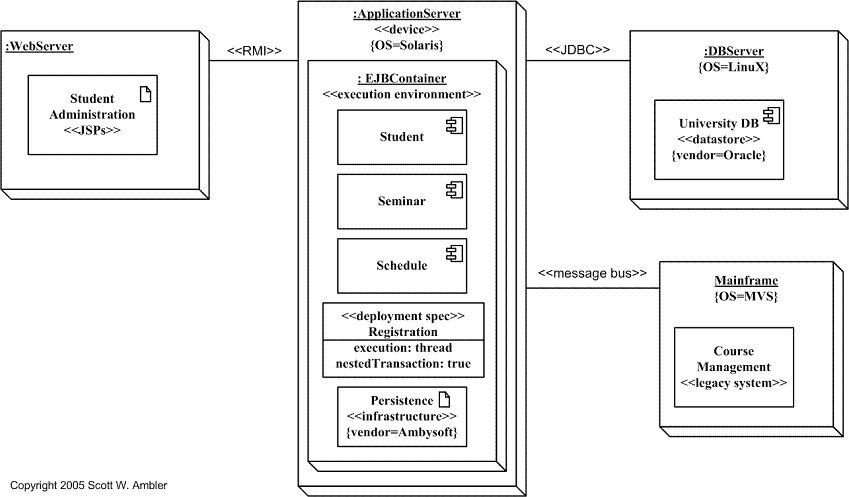 :WebServer
Student
Administration
<<JSPs>>
<<RMI>>
:ApplicationServer
<<device>>
{OS=Solaris}
: EJBContainer
<<execution environment>>
Student
Seminar
Schedule
<<deployment spec>>
Registration
execution: thread
nestedTransaction: true
Persistence
<<infrastructure>>
{vendor=Ambysoft}
<<JDBC>>
:DBServer
{OS=LinuX}
University DB
<<datastore>>
{vendor=Oracle}
<<message bus>>
Mainframe
{OS=MVS}
Course
Management
<<legacy system>>
Copyright 2005 Scott W. Ambler